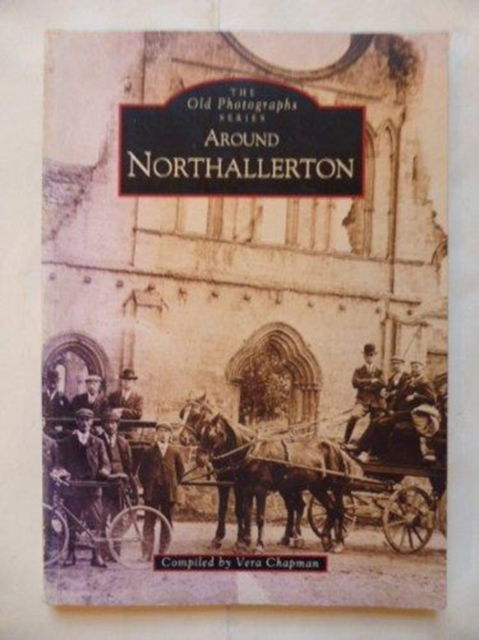 THE
Old Photographs
SERIES
AROUND
NORTHALLERTON
Compiled by Vera Chapman